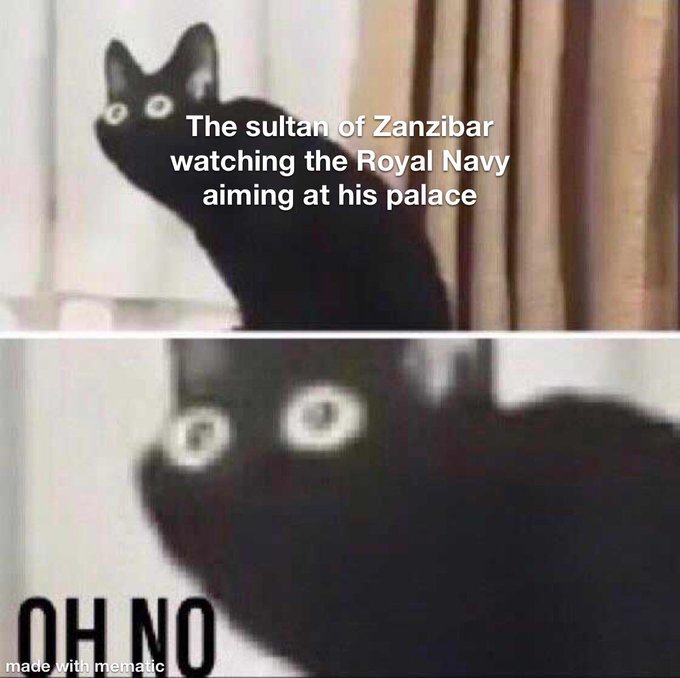 The sultan of Zanzibar
watching the Royal Navy
aiming at his palace
OH NO
made with mematic